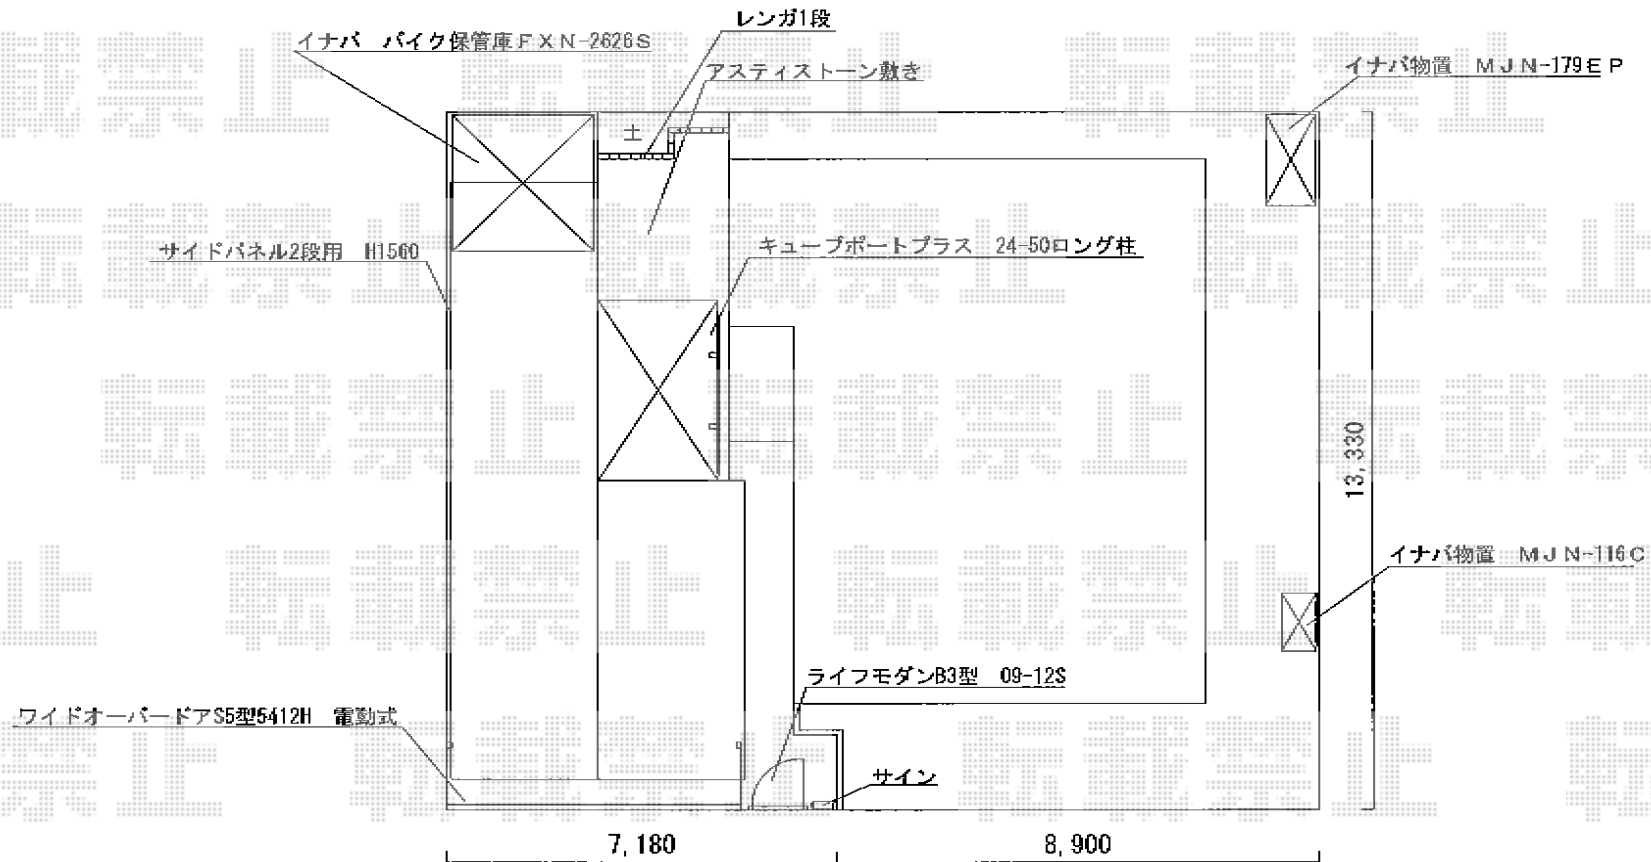 レンガ1段
イナバ　バイク保管庫ＦＸＮ-2626Ｓ
アスティストーン敷き
イナバ物置　ＭＪＮ-179ＥＰ
土
サイドパネル2段用　H1560
キューブポートプラス　24-50ロング柱
13,330
イナバ物置　ＭＪＮ-116Ｃ
ライフモダンB3型　09-12S
ワイドオーバードアS5型5412H　電動式
サイン
7,180
8,900
転載禁止